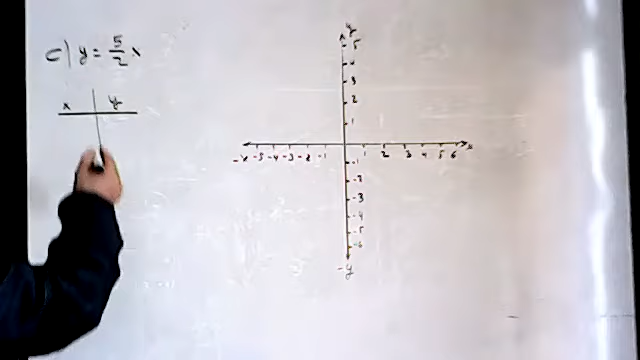 c) y = 5/2 x
x y
y
5
4
3
2
1
-x -5 -4 -3 -2 -1 1 2 3 4 5 6 x
-1
-2
-3
-4
-5
-6
-y